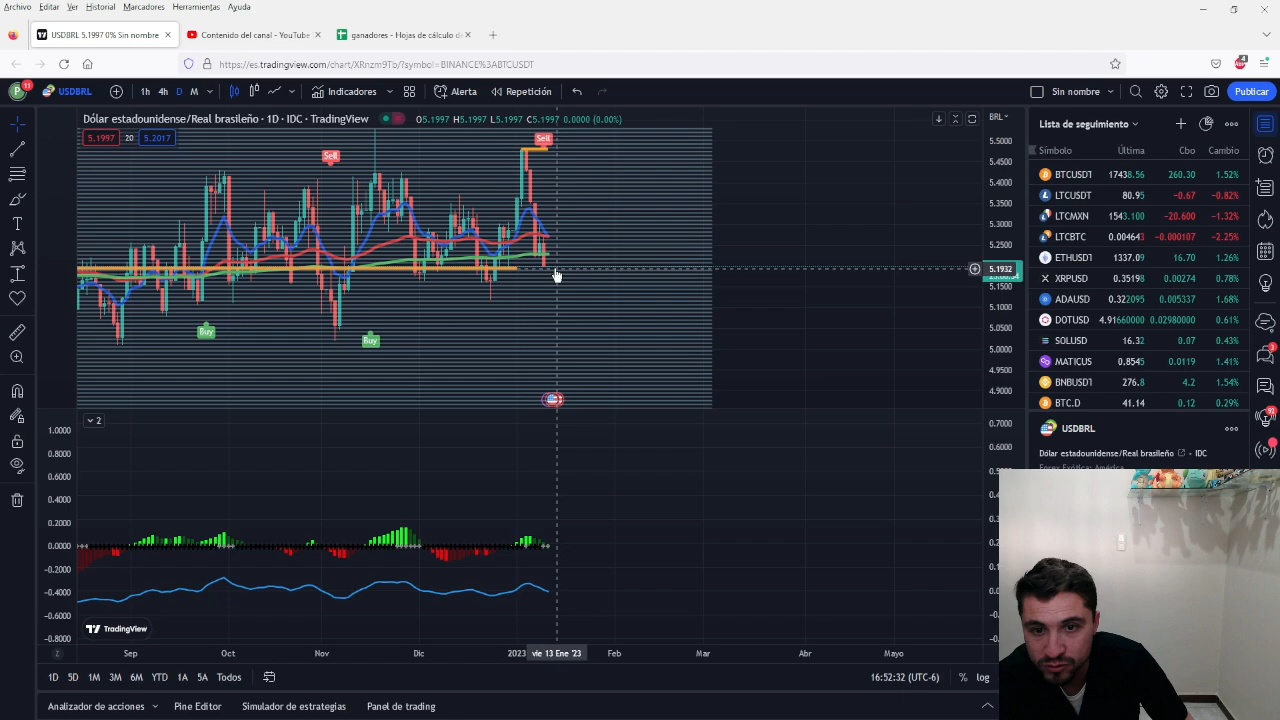 Archivo Editar Ver Historial Marcadores Herramientas Ayuda
USDBRL 5.1997 0% Sin nombre
Contenido del canal - YouTube
ganadores - Hojas de cálculo de
https://es.tradingview.com/chart/XRnzm9Tb/?symbol=BINANCE%3ABTCUSDT
P 11 USDBRL 1h 4h D M Indicadores Alerta Repetición Sin nombre Publicar
Dólar estadounidense/Real brasileño · 1D · IDC · TradingView O5.1997 H5.1997 L5.1997 C5.1997 0.0000 (0.00%)
BRL
5.1997 20 5.2017
Sell
Sell
Buy
Buy
5.5000
5.4500
5.4000
5.3500
5.3000
5.2500
5.1932
5.1500
5.1000
5.0500
5.0000
4.9500
4.9000
2
1.0000
0.8000
0.6000
0.4000
0.2000
0.0000
-0.2000
-0.4000
-0.6000
-0.8000
0.7000
0.6000
TradingView
Sep Oct Nov Dic 2023 vie 13 Ene '23 Feb Mar Abr Mayo
1D 5D 1M 3M 6M YTD 1A 5A Todos
16:52:32 (UTC-6) % log
Analizador de acciones Pine Editor Simulador de estrategias Panel de trading
Lista de seguimiento
Símbolo Última Cbo Cambio
BTCUSDT 17438.56 260.30 1.52%
LTCUSDT 80.95 -0.67 -0.82%
LTCMXN 1543.100 -20.600 -1.32%
LTCBTC 0.004643 -0.000107 -2.25%
ETHUSDT 1337.09 16.70 1.26%
XRPUSD 0.35198 0.00274 0.78%
ADAUSD 0.322095 0.005337 1.68%
DOTUSD 4.91660000 0.02980000 0.61%
SOLUSD 16.32 0.07 0.43%
MATICUS 0.8545 0.0119 1.41%
BNBUSDT 276.8 4.2 1.54%
BTC.D 41.14 0.12 0.29%
USDBRL
Dólar estadounidense/Real brasileño · IDC